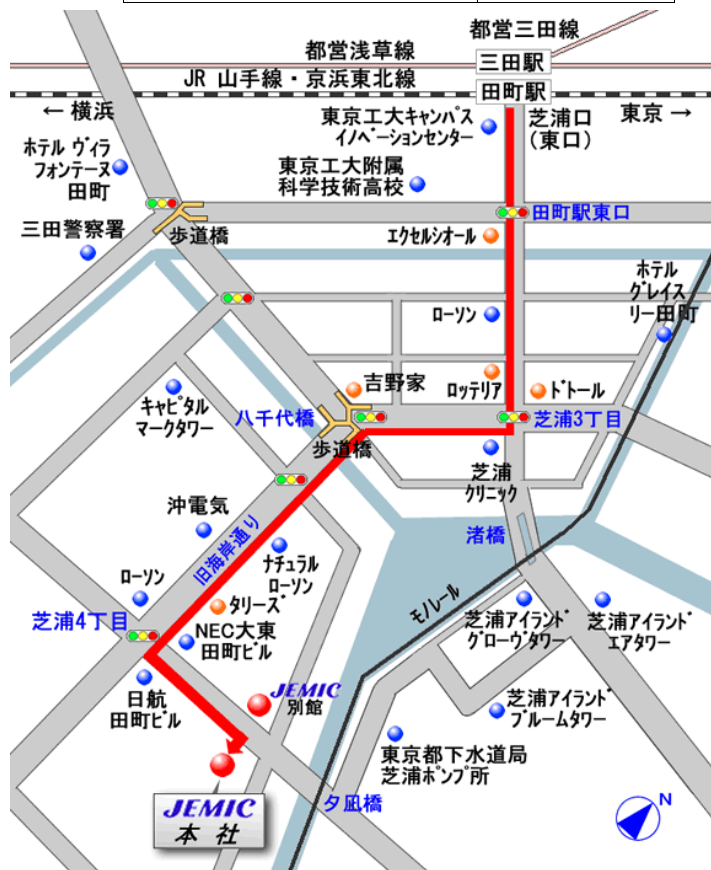 都営三田線
都営浅草線
三田駅
JR 山手線・京浜東北線
田町駅
← 横浜
東京 →
芝浦口
(東口)
東京工大キャンパス
イノベーションセンター
ホテル ヴィラ
フォンテーヌ
田町
東京工大附属
科学技術高校
田町駅東口
三田警察署
歩道橋
エクセルシオール
ホテル
グレイス
リー田町
ローソン
吉野家
ロッテリア
ドトール
キャピタル
マークタワー
八千代橋
芝浦3丁目
歩道橋
芝浦
クリニック
沖電気
旧海岸通り
渚橋
ナチュラル
ローソン
ローソン
タリーズ
モノレール
芝浦4丁目
NEC大東
田町ビル
芝浦アイランド
グローヴタワー
芝浦アイランド
エアタワー
日航
田町ビル
JEMIC
別館
芝浦アイランド
ブルームタワー
東京都下水道局
芝浦ポンプ所
夕凪橋
JEMIC
本 社
N